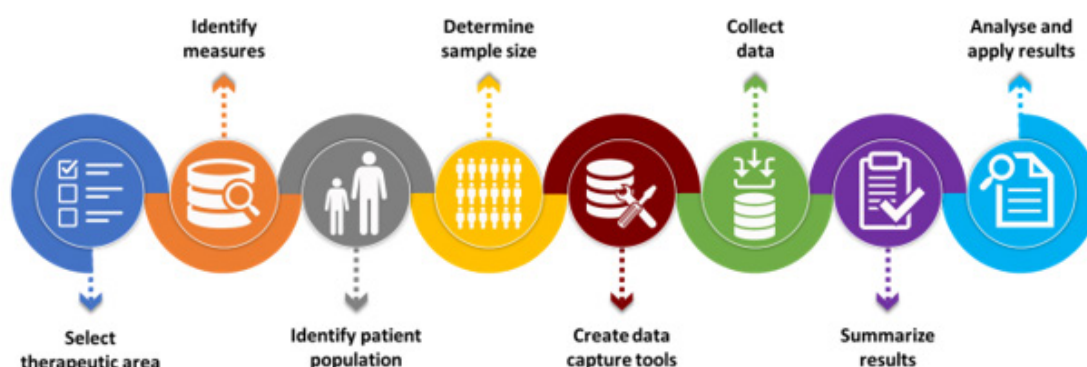 Identify
measures
Determine
sample size
Collect
data
Analyse and
apply results
Select
therapeutic area
Identify patient
population
Create data
capture tools
Summarize
results